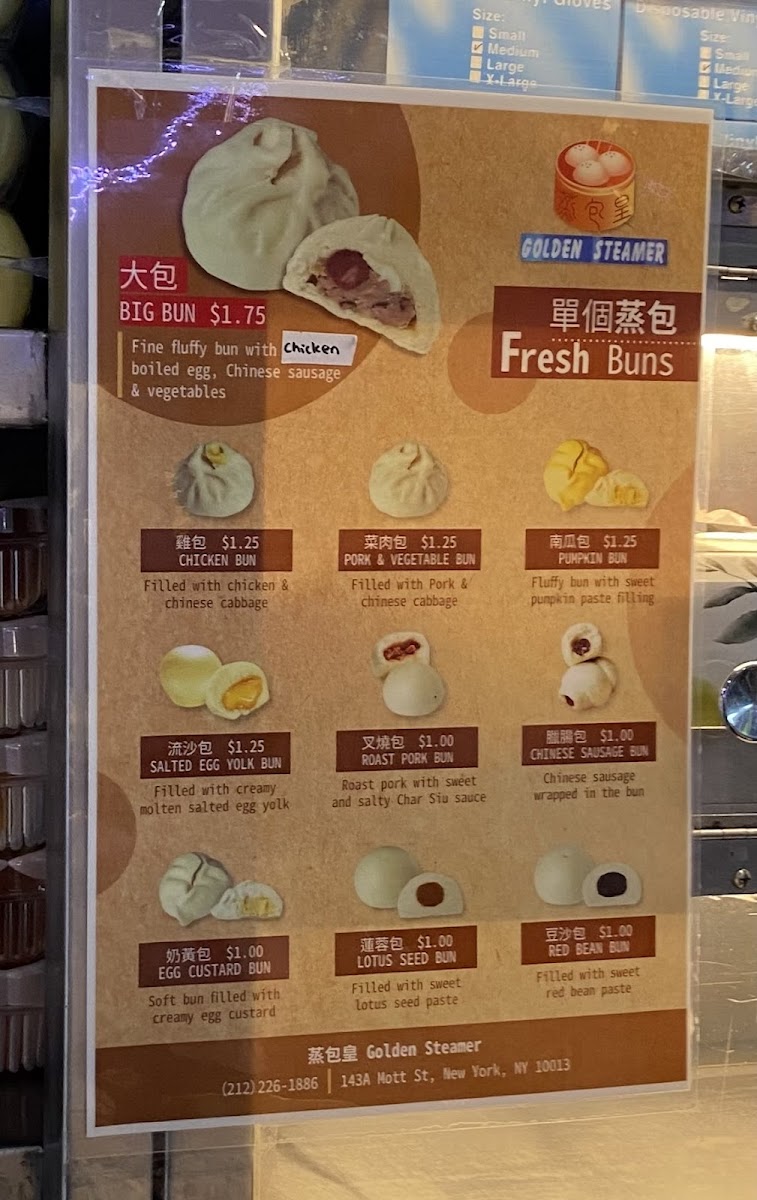 Gloves
Size:
Small
Medium
Large
X-Large
Disposable Viny
Size:
Small
Medium
Large
X-Large
蒸包皇
GOLDEN STEAMER
單個蒸包
Fresh Buns
大包
BIG BUN $1.75
Fine fluffy bun with chicken
boiled egg, Chinese sausage
& vegetables
雞包 $1.25
CHICKEN BUN
Filled with chicken &
chinese cabbage
菜肉包 $1.25
PORK & VEGETABLE BUN
Filled with Pork &
chinese cabbage
南瓜包 $1.25
PUMPKIN BUN
Fluffy bun with sweet
pumpkin paste filling
流沙包 $1.25
SALTED EGG YOLK BUN
Filled with creamy
molten salted egg yolk
叉燒包 $1.00
ROAST PORK BUN
Roast pork with sweet
and salty Char Siu sauce
臘腸包 $1.00
CHINESE SAUSAGE BUN
Chinese sausage
wrapped in the bun
奶黃包 $1.00
EGG CUSTARD BUN
Soft bun filled with
creamy egg custard
蓮蓉包 $1.00
LOTUS SEED BUN
Filled with sweet
lotus seed paste
豆沙包 $1.00
RED BEAN BUN
Filled with sweet
red bean paste
蒸包皇 Golden Steamer
(212)226-1886 143A Mott St, New York, NY 10013